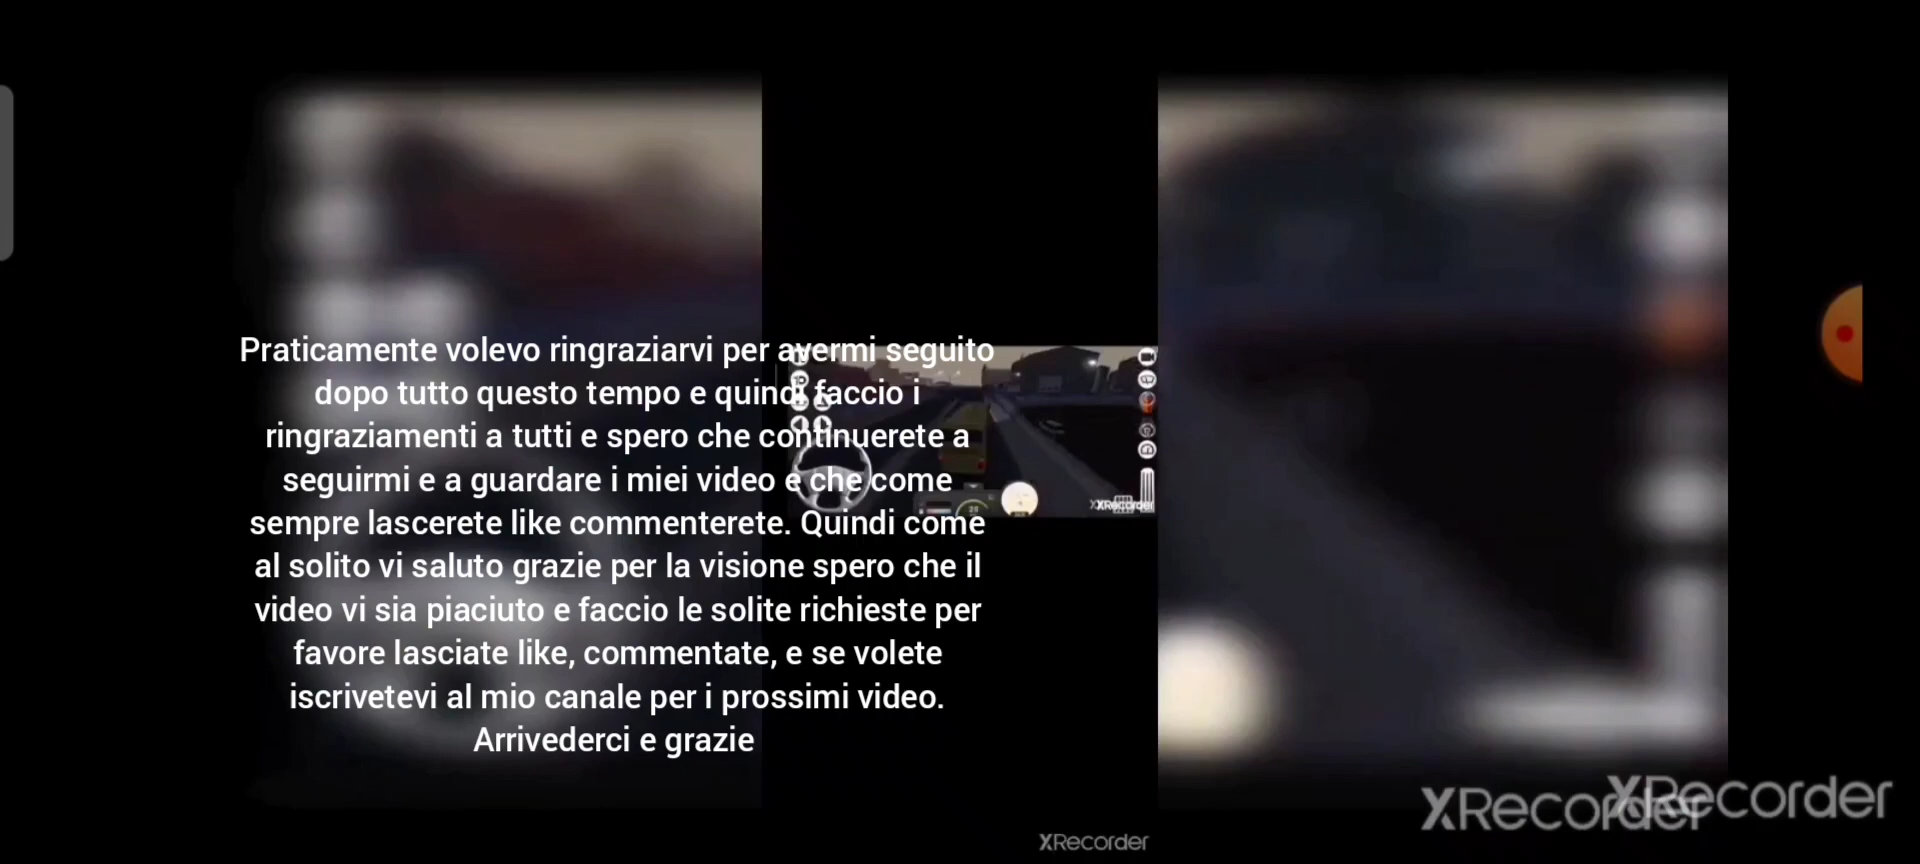 Praticamente volevo ringraziarvi per avermi seguito
dopo tutto questo tempo e quindi faccio i
ringraziamenti a tutti e spero che continuerete a
seguirmi e a guardare i miei video e che come
sempre lascerete like commenterete. Quindi come
al solito vi saluto grazie per la visione spero che il
video vi sia piaciuto e faccio le solite richieste per
favore lasciate like, commentate, e se volete
iscrivetevi al mio canale per i prossimi video.
Arrivederci e grazie
XRecorder
XRecorder
XRecorder
XRecorder